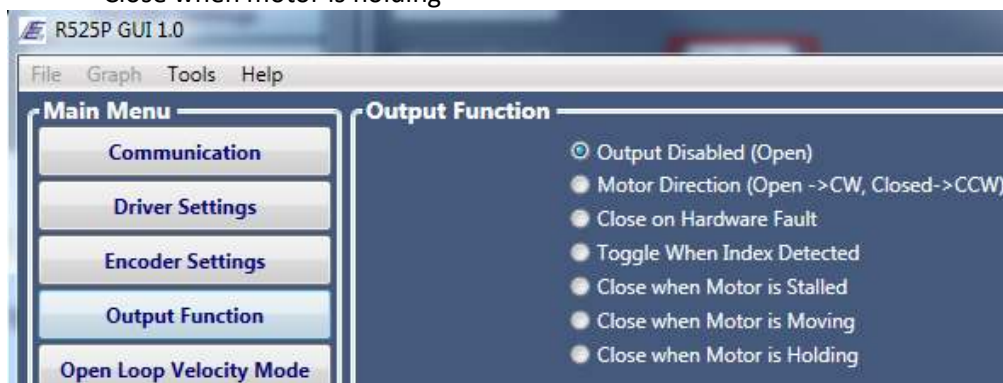 Close when motor is holding
R525P GUI 1.0
File Graph Tools Help
Main Menu
Communication
Driver Settings
Encoder Settings
Output Function
Open Loop Velocity Mode
Output Function
Output Disabled (Open)
Motor Direction (Open ->CW, Closed->CCW)
Close on Hardware Fault
Toggle When Index Detected
Close when Motor is Stalled
Close when Motor is Moving
Close when Motor is Holding